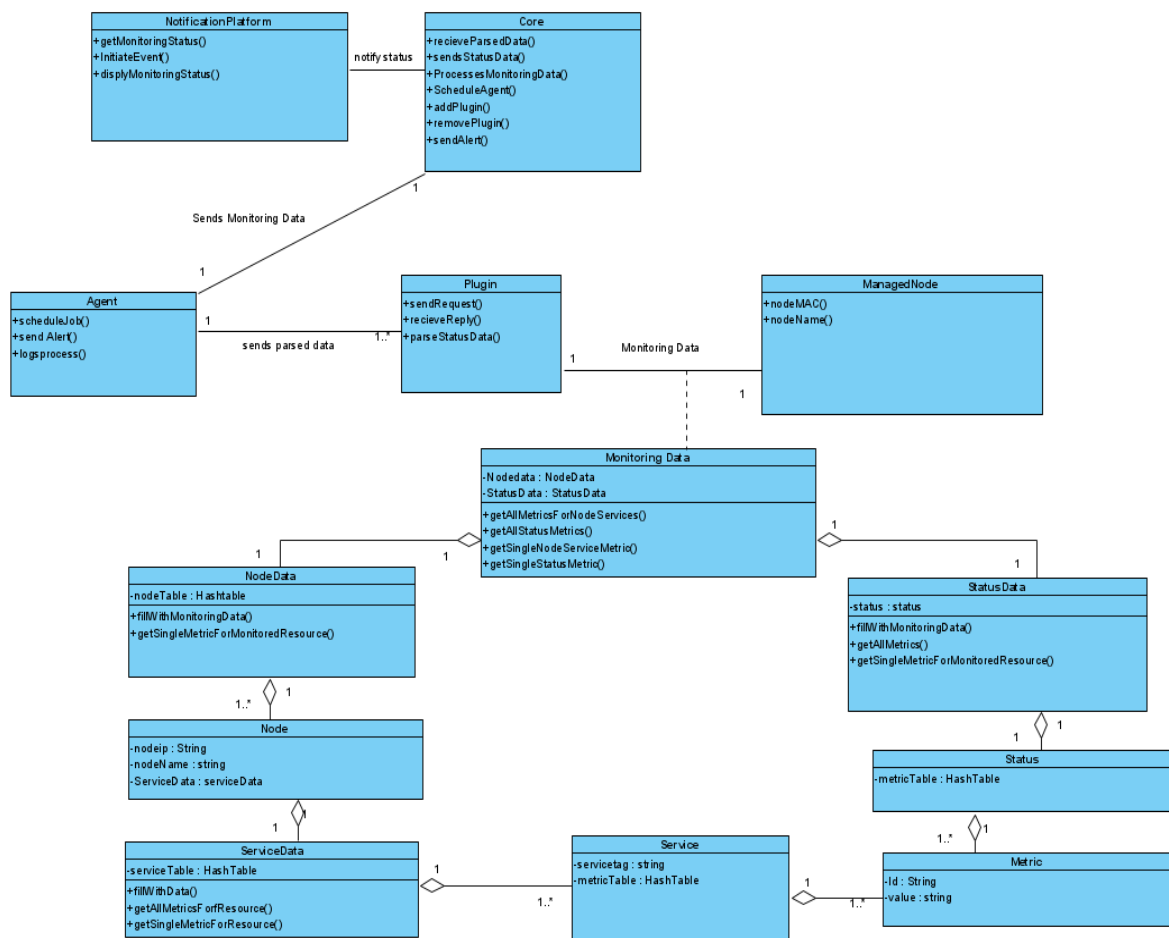 NotificationPlatform
+getMonitoringStatus()
+InitiateEvent()
+displyMonitoringStatus()
notify status
Core
+recieveParsedData()
+sendsStatusData()
+ProcessesMonitoringData()
+ScheduleAgent()
+addPlugin()
+removePlugin()
+sendAlert()
1
Sends Monitoring Data
1
Agent
+scheduleJob()
+send Alert()
+logsprocess()
1
1..*
sends parsed data
Plugin
+sendRequest()
+recieveReply()
+parseStatusData()
1
Monitoring Data
1
ManagedNode
+nodeMAC()
+nodeName()
Monitoring Data
-Nodedata : NodeData
-StatusData : StatusData
+getAllMetricsForNodeServices()
+getAllStatusMetrics()
+getSingleNodeServiceMetric()
+getSingleStatusMetric()
1
1
1
1
NodeData
-nodeTable : Hashtable
+fillWithMonitoringData()
+getSingleMetricForMonitoredResource()
StatusData
-status : status
+fillWithMonitoringData()
+getAllMetrics()
+getSingleMetricForMonitoredResource()
1
1..*
Node
-nodeip : String
-nodeName : string
-ServiceData : serviceData
1
1
Status
-metricTable : HashTable
1
1
ServiceData
-serviceTable : HashTable
+fillWithData()
+getAllMetricsForfResource()
+getSingleMetricForResource()
1
1..*
Service
-servicetag : string
-metricTable : HashTable
1
1..*
1
1..*
Metric
-Id : String
-value : string